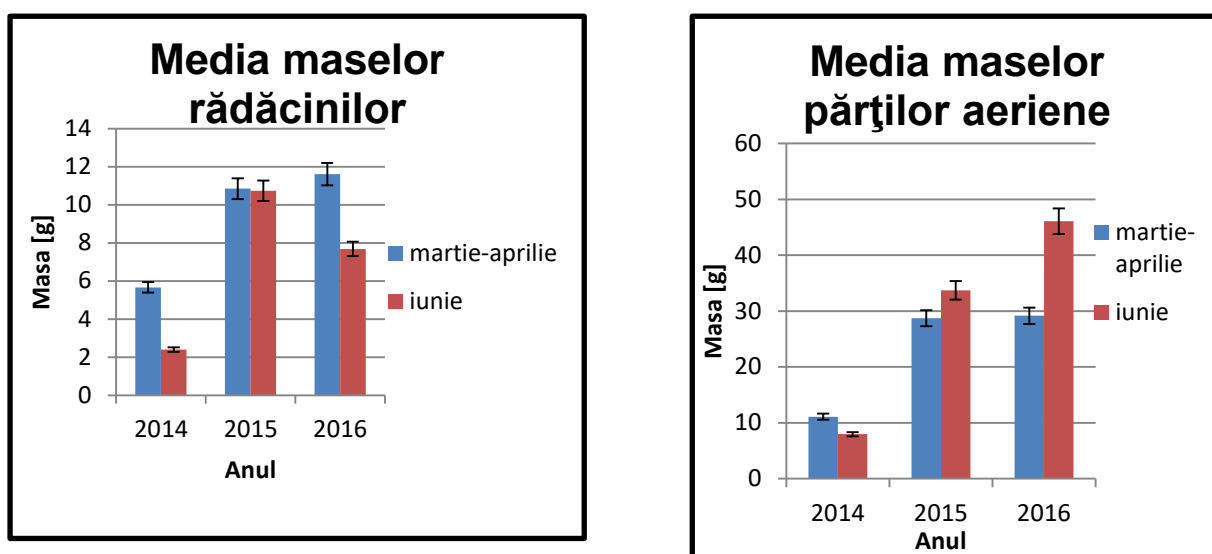 Media maselor
rădăcinilor
14
12
10
8
6
4
2
0
Masa [g]
2014 2015 2016
Anul
martie-aprilie
iunie
Media maselor
părţilor aeriene
60
50
40
30
20
10
0
Masa [g]
2014 2015 2016
Anul
martie-
aprilie
iunie